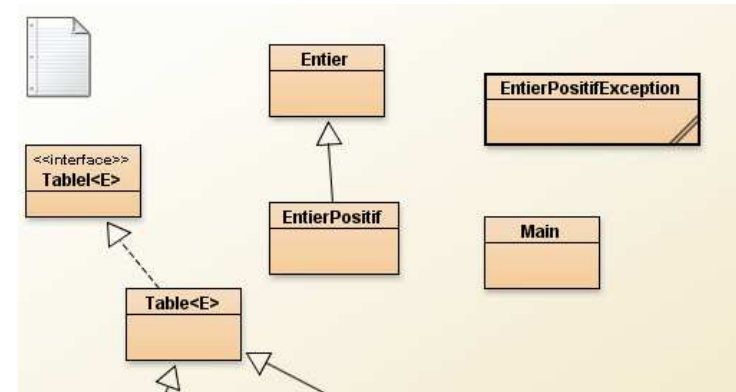 Entier
EntierPositifException
<<interface>>
TableI<E>
EntierPositif
Main
Table<E>